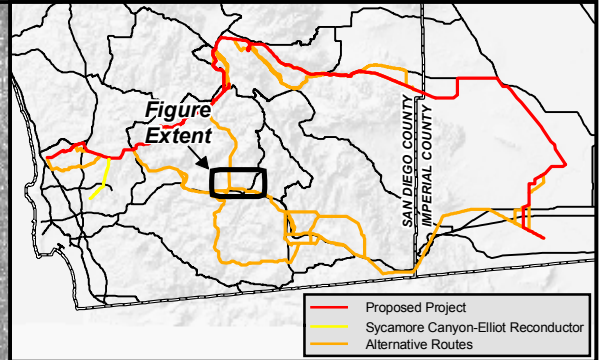 Figure
Extent
SAN DIEGO COUNTY
IMPERIAL COUNTY
Proposed Project
Sycamore Canyon-Elliot Reconductor
Alternative Routes